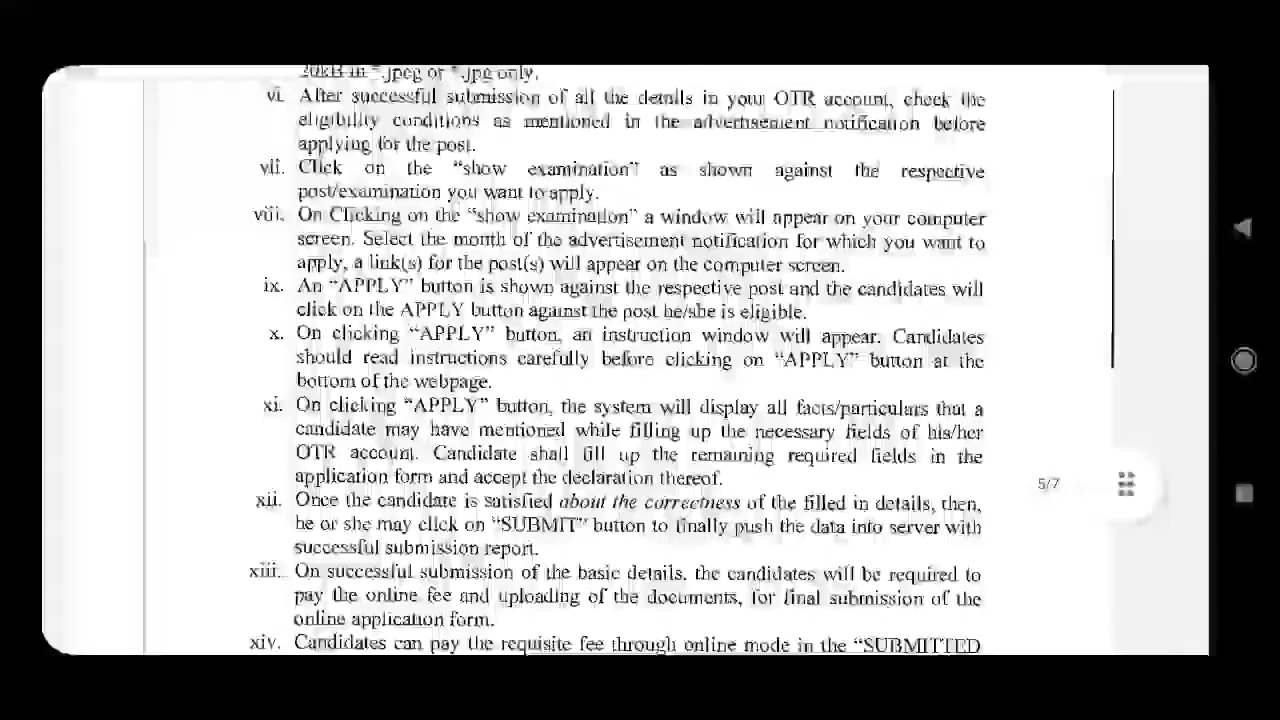 20kB in *.jpeg or *.jpg only.
vi. After successful submission of all the details in your OTR account, check the
eligibility conditions as mentioned in the advertisement notification before
applying for the post.
vii. Click on the “show examination” as shown against the respective
post/examination you want to apply.
viii. On Clicking on the “show examination” a window will appear on your computer
screen. Select the month of the advertisement notification for which you want to
apply, a link(s) for the post(s) will appear on the computer screen.
ix. An “APPLY” button is shown against the respective post and the candidates will
click on the APPLY button against the post he/she is eligible.
x. On clicking “APPLY” button, an instruction window will appear. Candidates
should read instructions carefully before clicking on “APPLY” button at the
bottom of the webpage.
xi. On clicking “APPLY” button, the system will display all facts/particulars that a
candidate may have mentioned while filling up the necessary fields of his/her
OTR account. Candidate shall fill up the remaining required fields in the
application form and accept the declaration thereof.
5/7
xii. Once the candidate is satisfied about the correctness of the filled in details, then,
he or she may click on “SUBMIT” button to finally push the data into server with
successful submission report.
xiii. On successful submission of the basic details. the candidates will be required to
pay the online fee and uploading of the documents, for final submission of the
online application form.
xiv. Candidates can pay the requisite fee through online mode in the “SUBMITTED